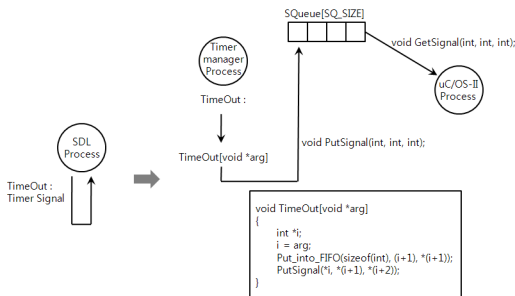 SQueue[SQ_SIZE]
void GetSignal(int, int, int);
Timer
manager
Process
uC/OS-II
Process
TimeOut :
SDL
Process
void PutSignal(int, int, int);
TimeOut[void *arg]
TimeOut :
Timer Signal
void TimeOut[void *arg]
{
int *i;
i = arg;
Put_into_FIFO(sizeof(int), (i+1), *(i+1));
PutSignal(*i, *(i+1), *(i+2));
}